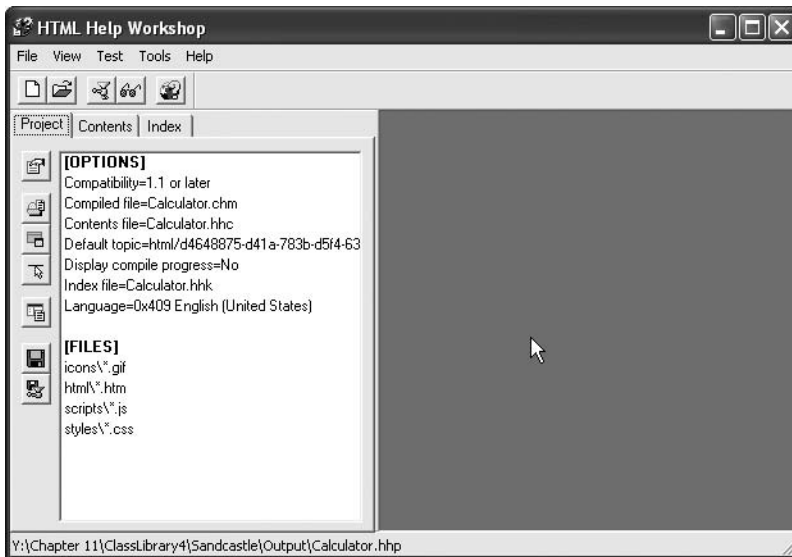 HTML Help Workshop
File View Test Tools Help
Project Contents Index
[OPTIONS]
Compatibility=1.1 or later
Compiled file=Calculator.chm
Contents file=Calculator.hhc
Default topic=html/d4648875-d41a-783b-d5f4-63
Display compile progress=No
Index file=Calculator.hhk
Language=0x409 English (United States)
[FILES]
icons\*.gif
html\*.htm
scripts\*.js
styles\*.css
Y:\Chapter 11\ClassLibrary4\Sandcastle\Output\Calculator.hhp